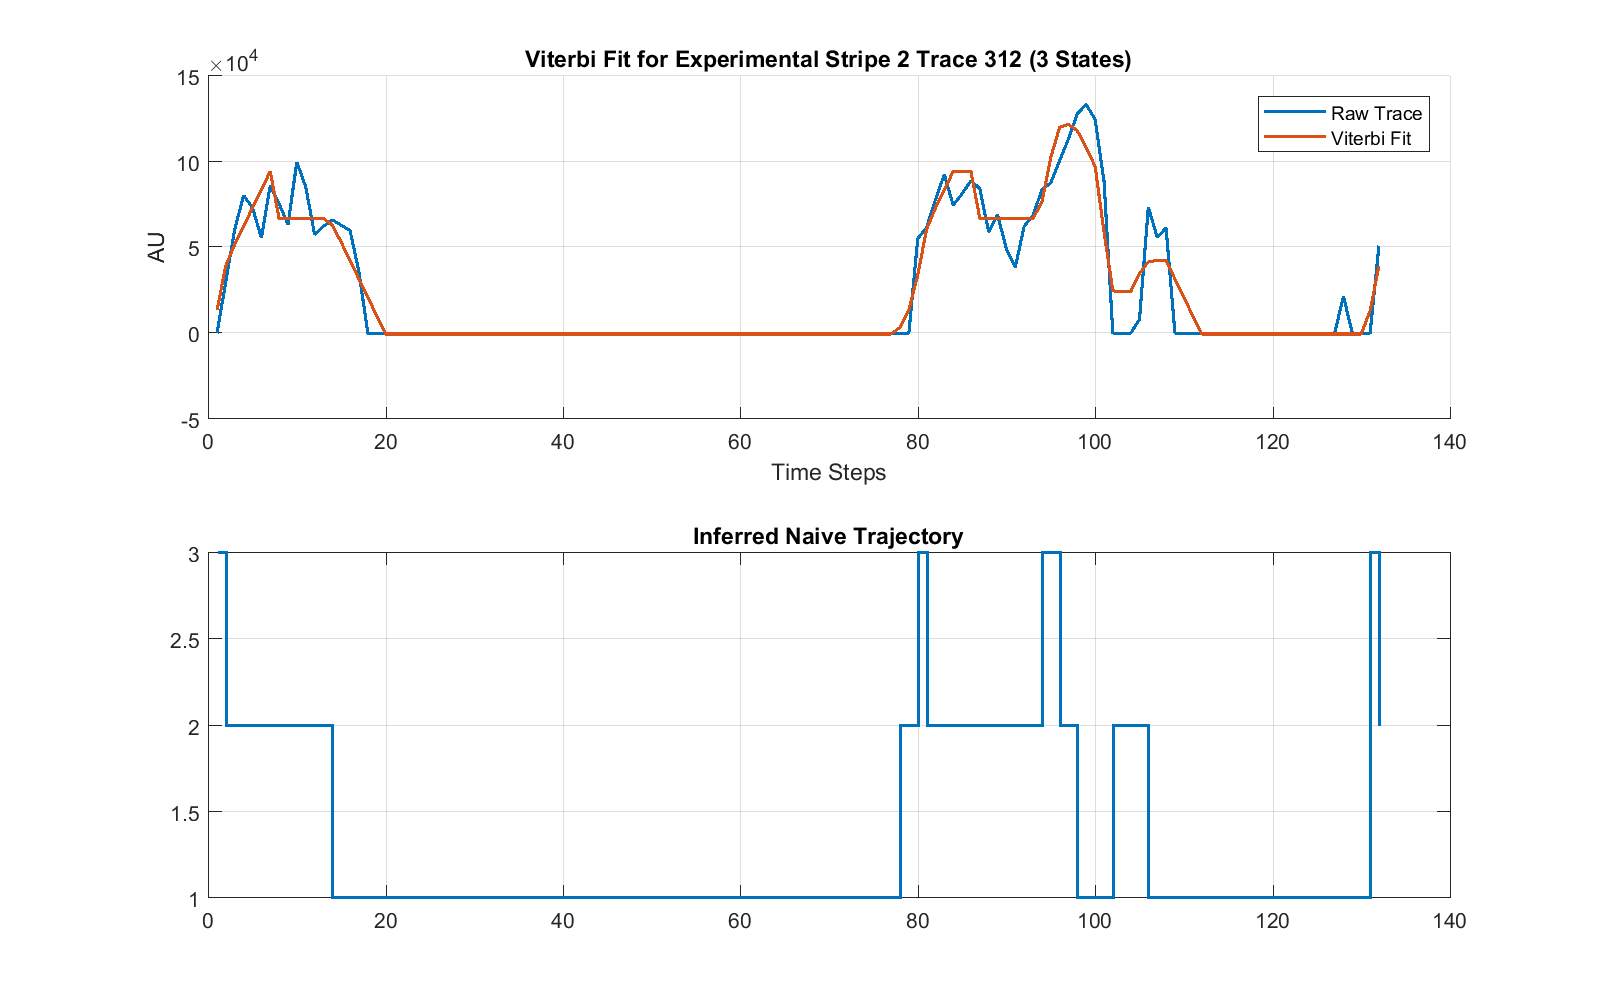 Viterbi Fit for Experimental Stripe 2 Trace 312 (3 States)
×10^4
15
10
5
0
-5
AU
Raw Trace
Viterbi Fit
0 20 40 60 80 100 120 140
Time Steps
Inferred Naive Trajectory
3
2.5
2
1.5
1
0 20 40 60 80 100 120 140